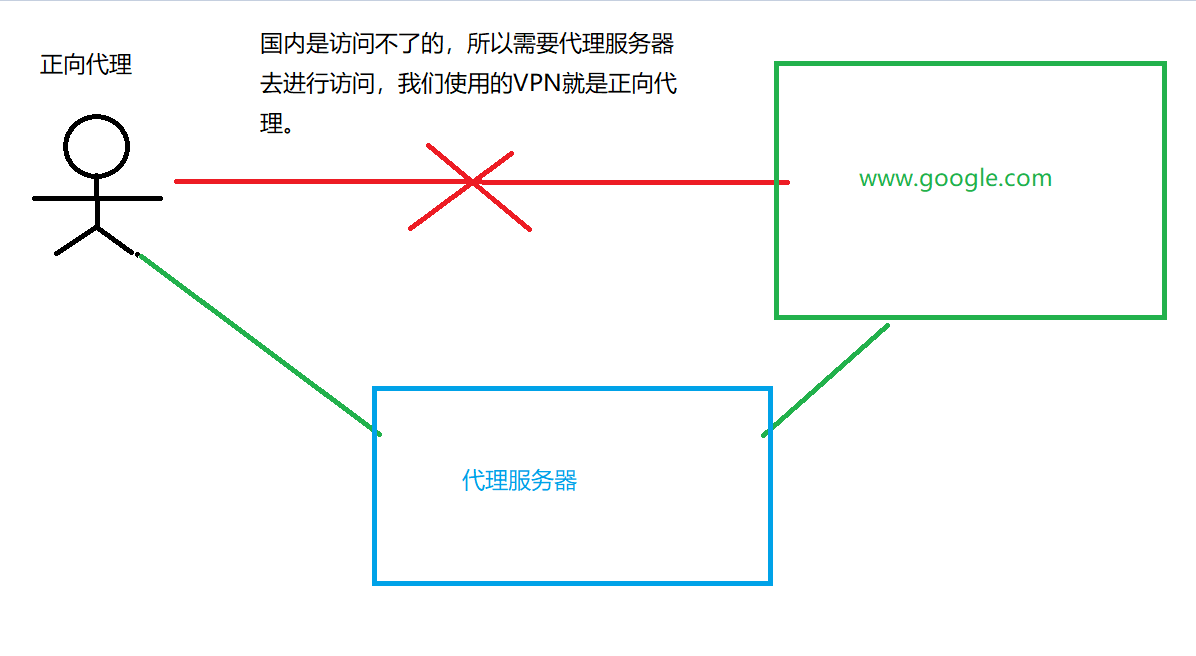 正向代理
国内是访问不了的，所以需要代理服务器
去进行访问，我们使用的VPN就是正向代
理。
www.google.com
代理服务器